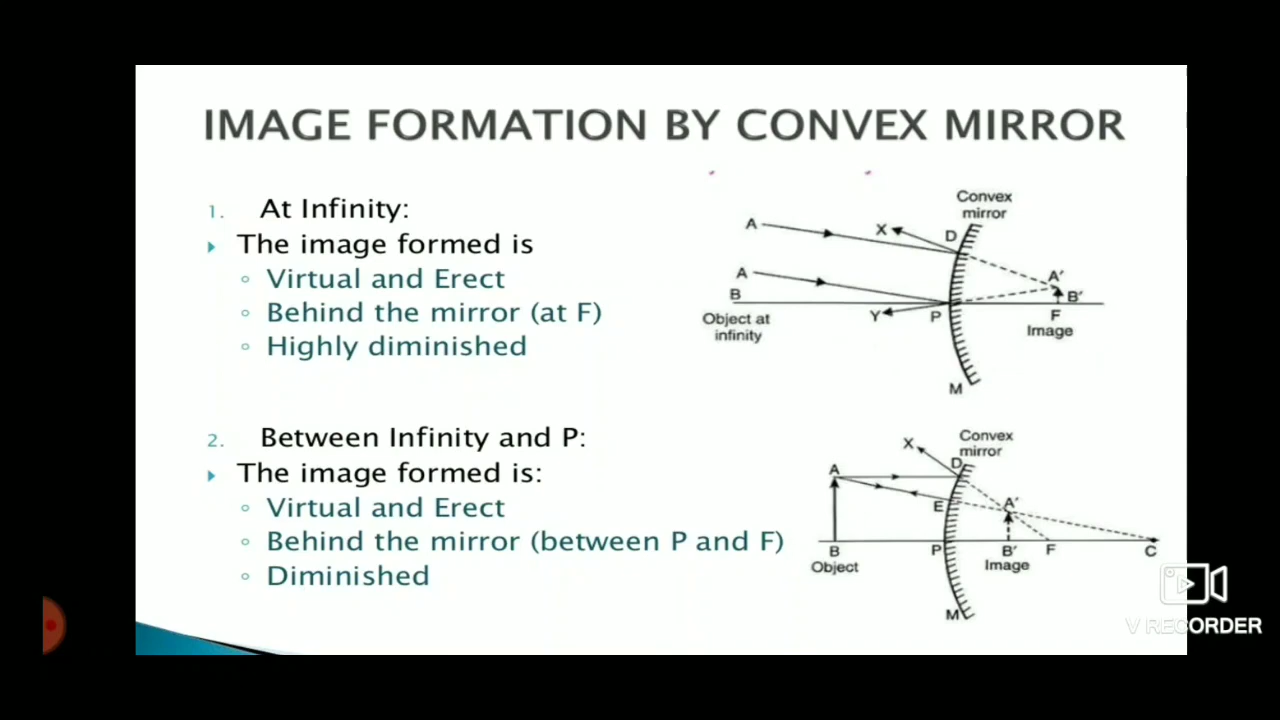 IMAGE FORMATION BY CONVEX MIRROR
1. At Infinity:
The image formed is
Virtual and Erect
Behind the mirror (at F)
Highly diminished
Convex
mirror
A
X
D
A
A'
B
B'
Y
P
F
Object at
infinity
Image
M
2. Between Infinity and P:
The image formed is:
Virtual and Erect
Behind the mirror (between P and F)
Diminished
Convex
mirror
X
D
A
E
A'
B
P
B'
F
C
Object
Image
M
V RECORDER